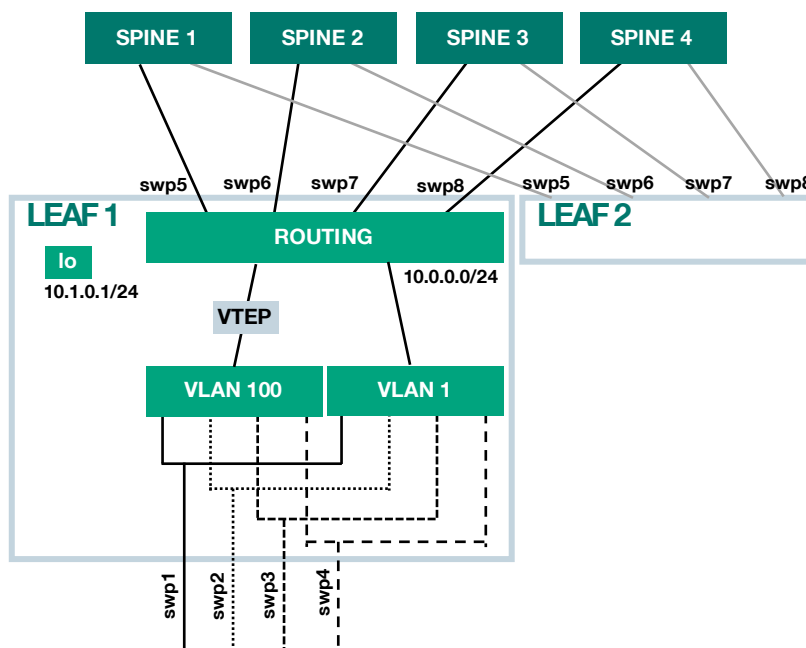 SPINE 1
SPINE 2
SPINE 3
SPINE 4
swp5
swp6
swp7
swp8
swp5
swp6
swp7
swp8
LEAF 1
ROUTING
LEAF 2
lo
10.1.0.1/24
10.0.0.0/24
VTEP
VLAN 100
VLAN 1
swp1
swp2
swp3
swp4